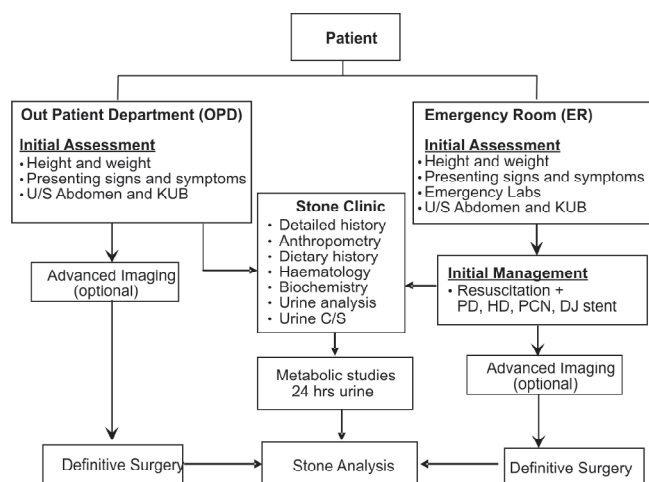 Patient
Out Patient Department (OPD)
Initial Assessment
• Height and weight
• Presenting signs and symptoms
• U/S Abdomen and KUB
Emergency Room (ER)
Initial Assessment
• Height and weight
• Presenting signs and symptoms
• Emergency Labs
• U/S Abdomen and KUB
Stone Clinic
• Detailed history
• Anthropometry
• Dietary history
• Haematology
• Biochemistry
• Urine analysis
• Urine C/S
Advanced Imaging
(optional)
Initial Management
• Resuscitation +
PD, HD, PCN, DJ stent
Metabolic studies
24 hrs urine
Advanced Imaging
(optional)
Definitive Surgery
Stone Analysis
Definitive Surgery